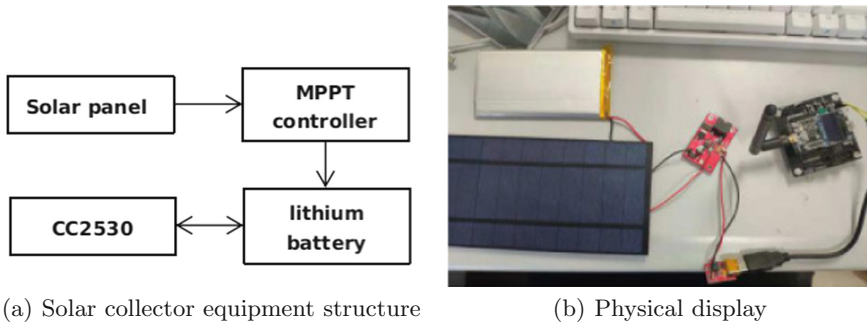 Solar panel
MPPT
controller
CC2530
lithium
battery
(a) Solar collector equipment structure
(b) Physical display